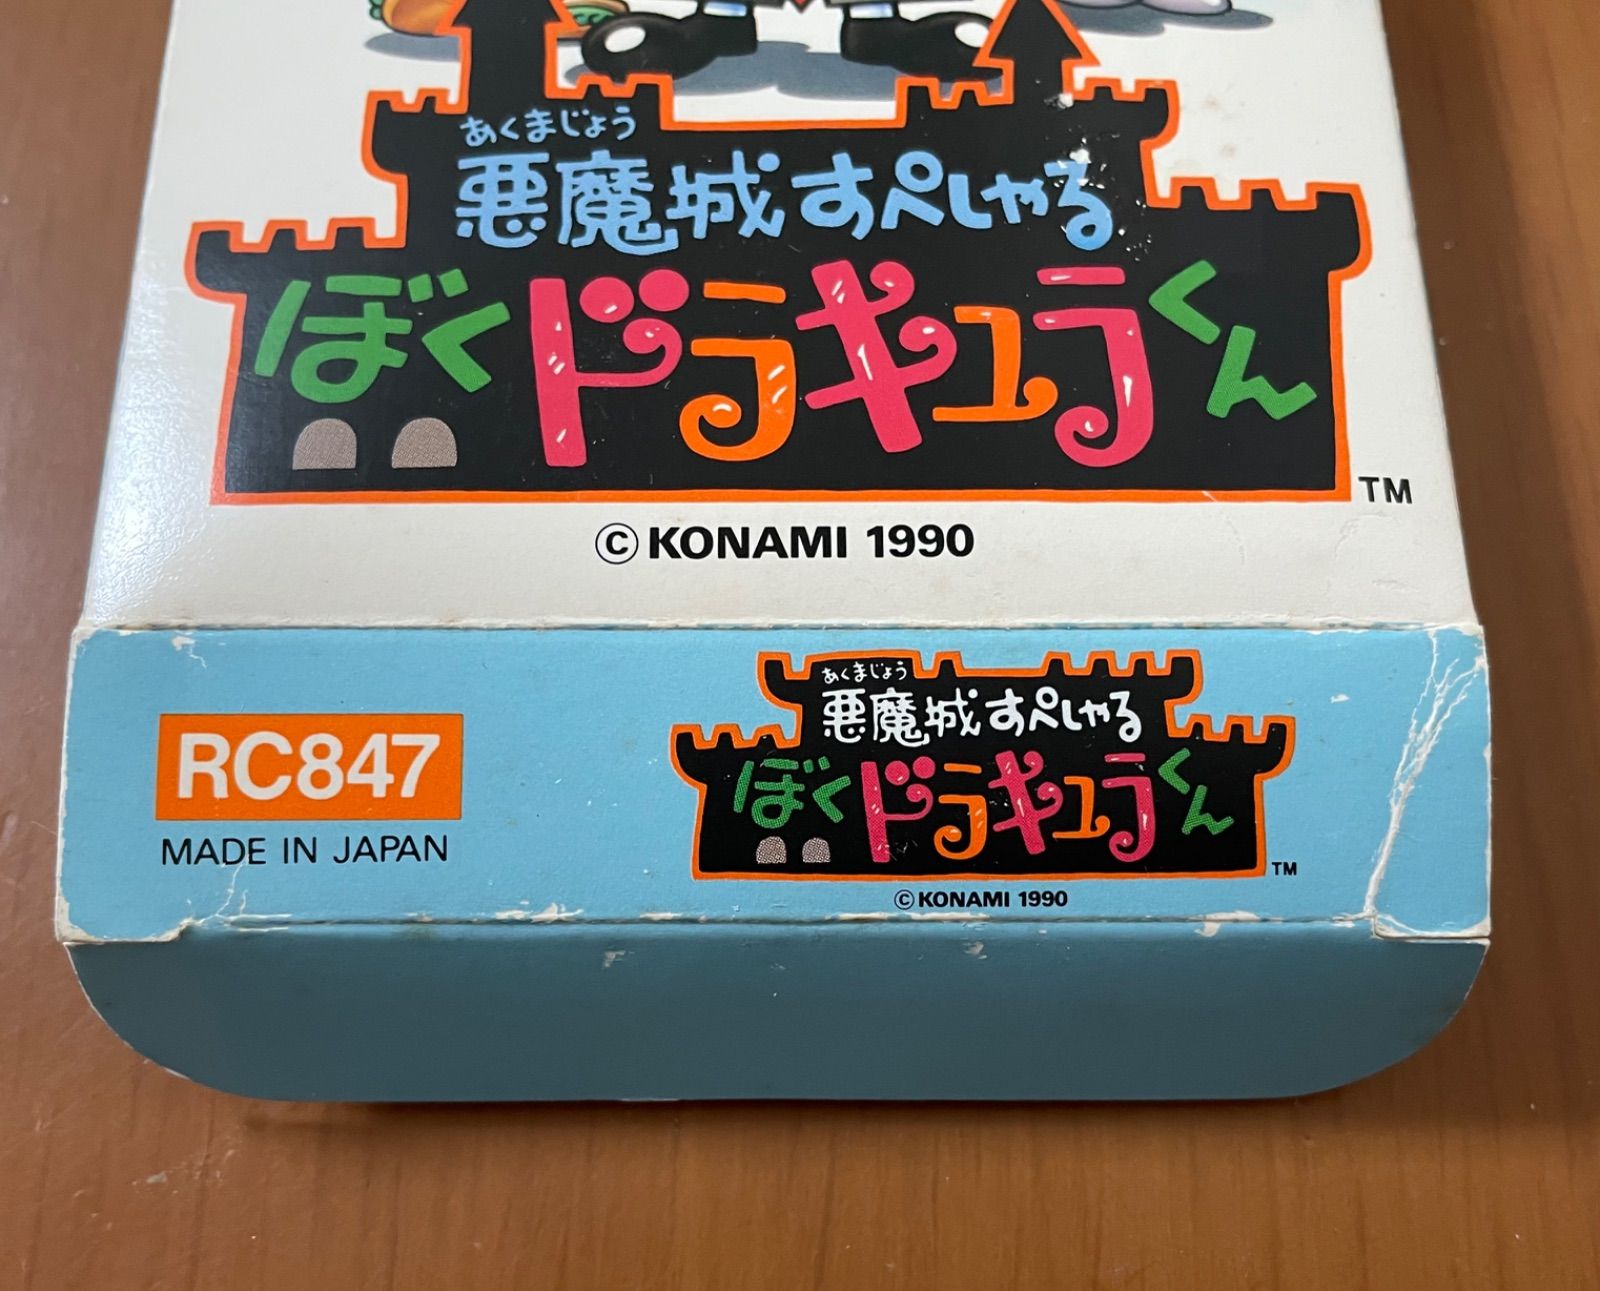 あくまじょう
悪魔城すぺしゃる
ぼくドラキュラくん
TM
©KONAMI 1990
RC847
MADE IN JAPAN
あくまじょう
悪魔城すぺしゃる
ぼくドラキュラくん
TM
©KONAMI 1990